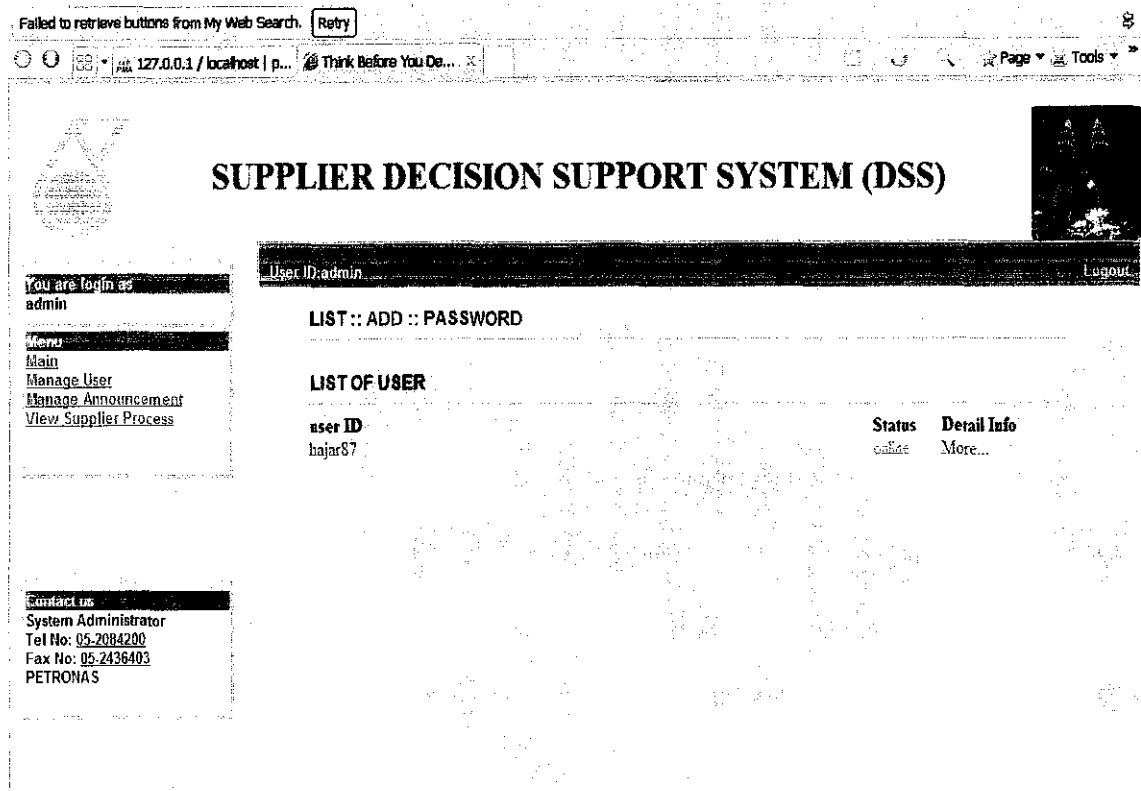 Failed to retrieve buttons from My Web Search. Retry
127.0.0.1 / localhost | p... Think Before You De... x Page Tools »
SUPPLIER DECISION SUPPORT SYSTEM (DSS)
User ID:admin Logout
You are login as
admin
LIST :: ADD :: PASSWORD
Menu
Main
Manage User
Manage Announcement
View Supplier Process
LIST OF USER
user ID Status Detail Info
hajar87 online More...
Contact us
System Administrator
Tel No: 05-2084200
Fax No: 05-2436403
PETRONAS